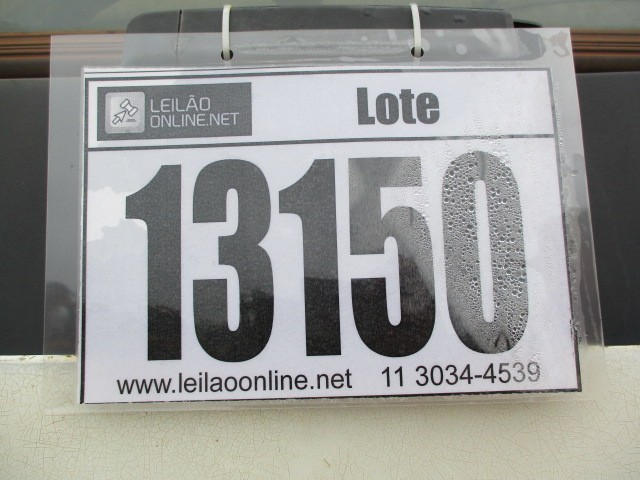 LEILÃO
ONLINE.NET
Lote
13150
www.leilaoonline.net 11 3034-4539